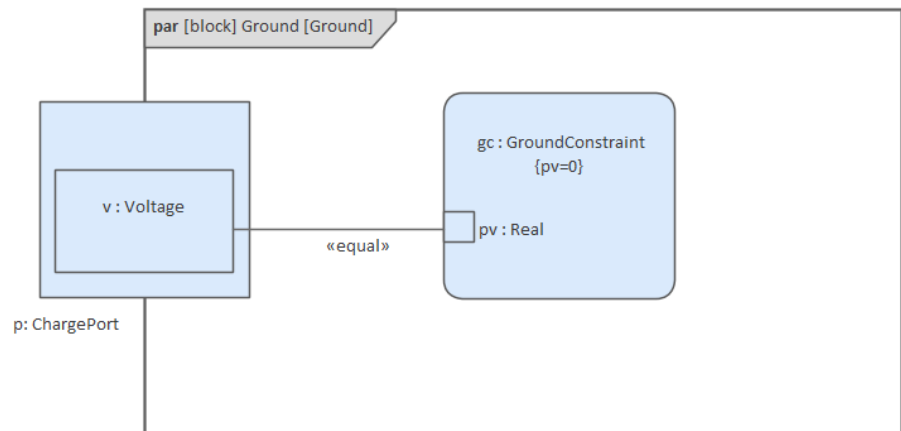 par [block] Ground [Ground]
gc : GroundConstraint
{pv=0}
v : Voltage
pv : Real
«equal»
p: ChargePort